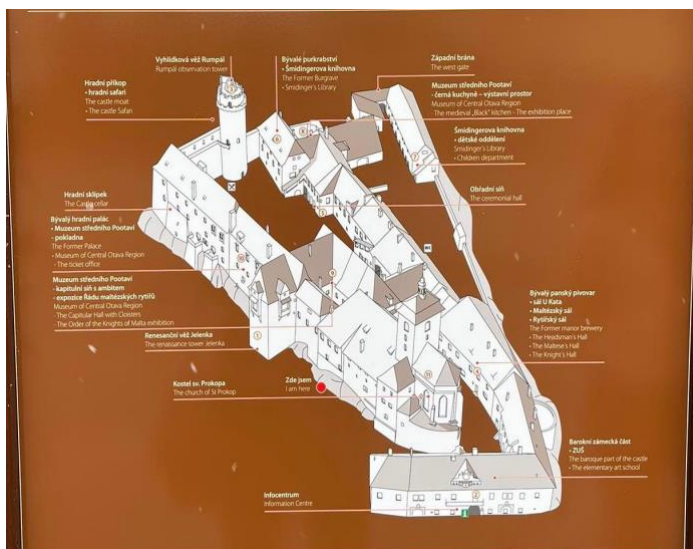 Vyhlídková věž Rumpál
Rumpál observation tower
Bývalé purkrabství
• Šmidingerova knihovna
The Former Burgrave
• Smidinger's Library
Západní brána
The west gate
Hradní příkop
• hradní safari
The castle moat
• The castle Safari
Muzeum středního Pootaví
• černá kuchyně – výstavní prostor
Museum of Central Otava Region
The medieval „Black" kitchen - The exhibition place
Šmidingerova knihovna
• dětské oddělení
Smidinger's Library
• Children department
Obřadní síň
The ceremonial hall
Hradní sklípek
The Castle cellar
Bývalý hradní palác
• Muzeum středního Pootaví
- pokladna
The Former Palace
• Museum of Central Otava Region
- The ticket office
Muzeum středního Pootaví
- kapitulní síň s ambitem
- expozice Řádu maltézských rytířů
Museum of Central Otava Region
- The Capitular Hall with Cloisters
- The Order of the Knights of Malta exhibition
Renesanční věž Jelenka
The renaissance tower Jelenka
Bývalý panský pivovar
• sál U Kata
• Maltézský sál
• Rytířský sál
The Former manor brewery
• The Headsman's Hall
• The Maltese's Hall
• The Knight's Hall
Kostel sv. Prokopa
The church of St Prokop
Zde jsem
I am here
Barokní zámecká část
• ZUŠ
The baroque part of the castle
• The elementary art school
Infocentrum
Information Centre